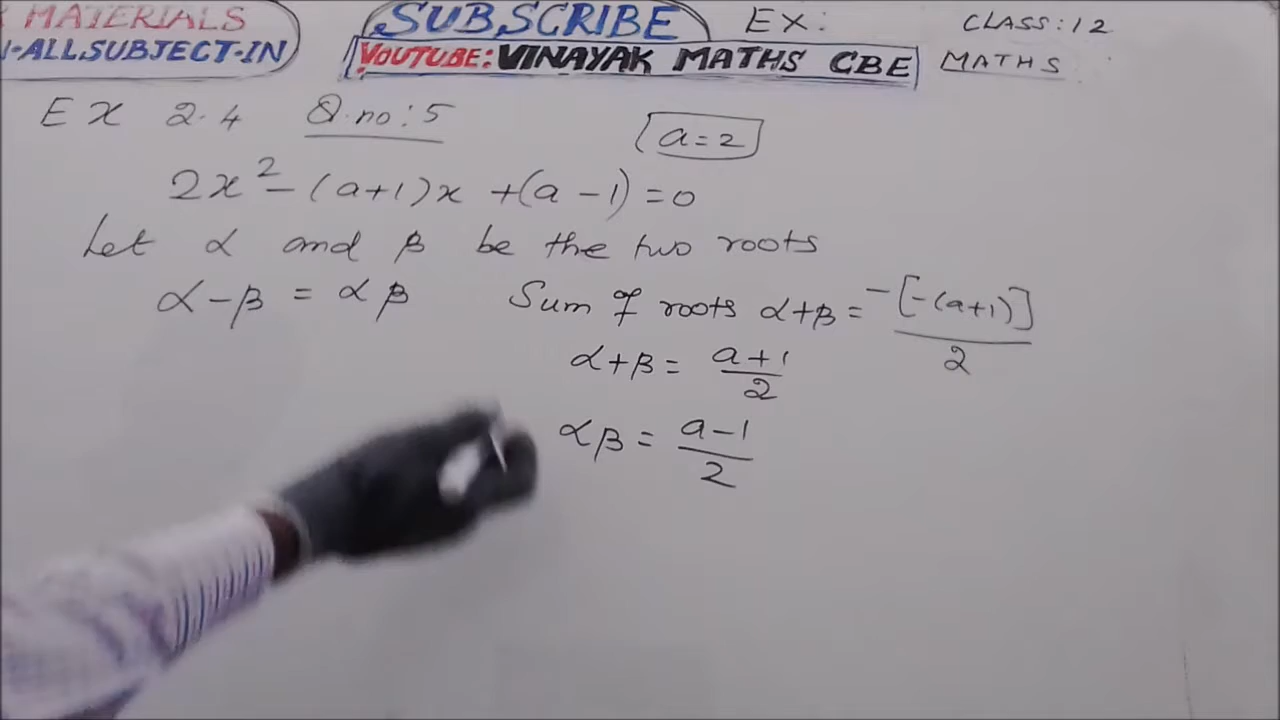 MATERIALS
ALL.SUBJECT.IN
SUBSCRIBE
YOUTUBE: VINAYAK MATHS CBE
EX:
CLASS: 12
MATHS
EX 2.4 Q.no: 5
a = 2
2x² - (a+1)x + (a - 1) = 0
Let α and β be the two roots
α - β = αβ
Sum of roots α+β = -[-(a+1)]/2
α+β = (a+1)/2
αβ = (a-1)/2